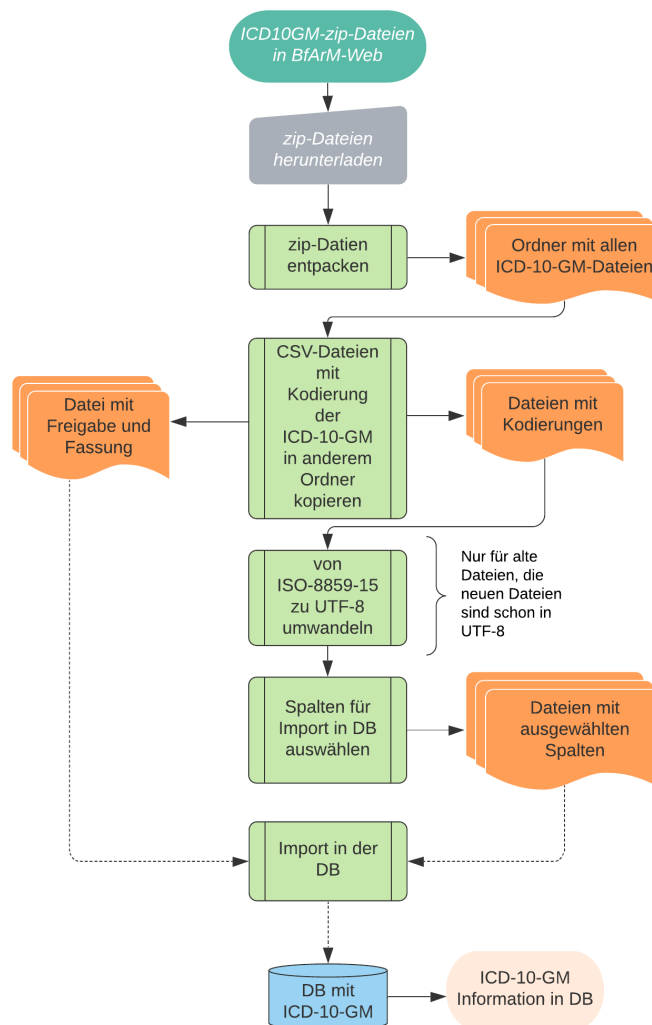 ICD10GM-zip-Dateien
in BfArM-Web
zip-Dateien
herunterladen
zip-Datien
entpacken
Ordner mit allen
ICD-10-GM-Dateien
CSV-Dateien
mit
Kodierung
der
ICD-10-GM
in anderem
Ordner
kopieren
Datei mit
Freigabe und
Fassung
Dateien mit
Kodierungen
von
ISO-8859-15
zu UTF-8
umwandeln
Nur für alte
Dateien, die
neuen Dateien
sind schon in
UTF-8
Spalten für
Import in DB
auswählen
Dateien mit
ausgewählten
Spalten
Import in der
DB
DB mit
ICD-10-GM
ICD-10-GM
Information in DB